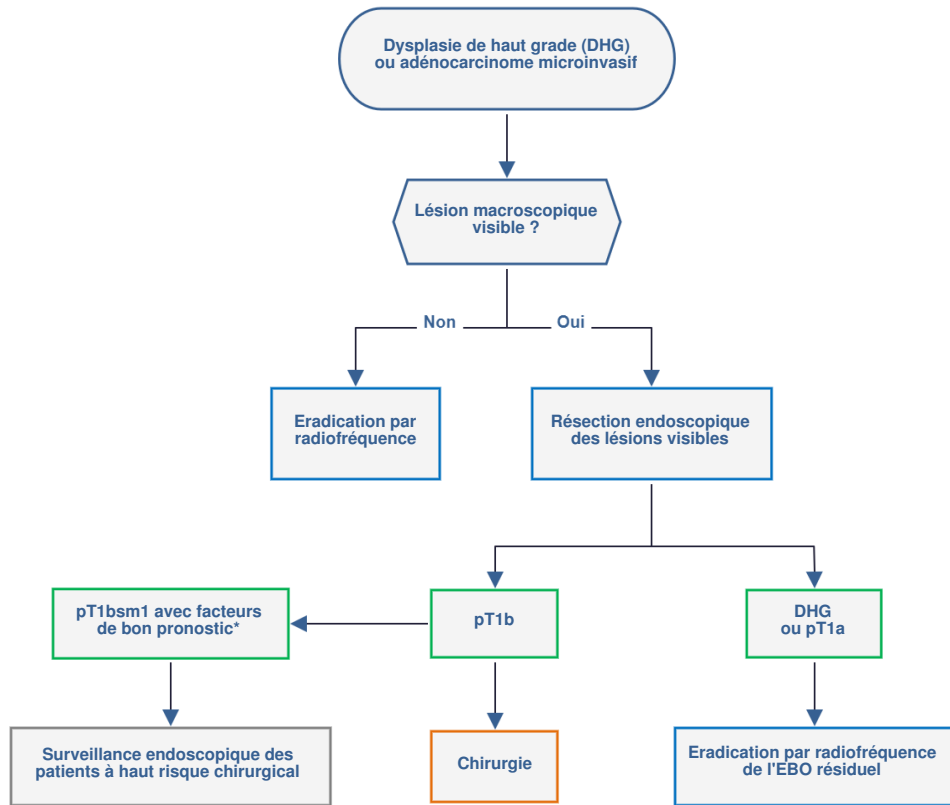 Dysplasie de haut grade (DHG)
ou adénocarcinome microinvasif
Lésion macroscopique
visible ?
Non
Oui
Eradication par
radiofréquence
Résection endoscopique
des lésions visibles
pT1bsm1 avec facteurs
de bon pronostic*
pT1b
DHG
ou pT1a
Surveillance endoscopique des
patients à haut risque chirurgical
Chirurgie
Eradication par radiofréquence
de l'EBO résiduel